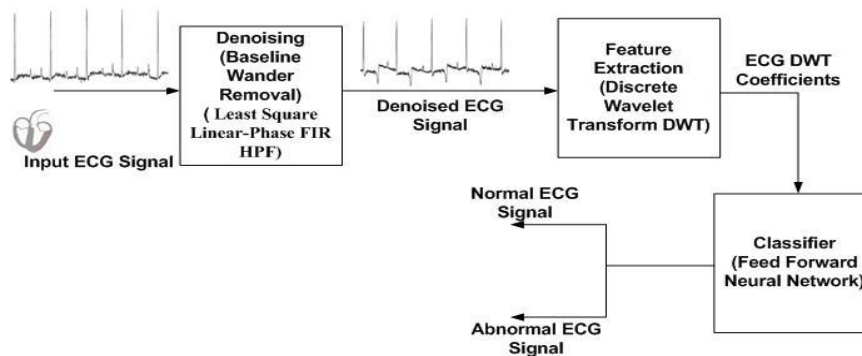 Denoising
(Baseline
Wander
Removal)
( Least Square
Linear-Phase FIR
HPF)
Input ECG Signal
Denoised ECG
Signal
Feature
Extraction
(Discrete
Wavelet
Transform DWT)
ECG DWT
Coefficients
Classifier
(Feed Forward
Neural Network)
Normal ECG
Signal
Abnormal ECG
Signal